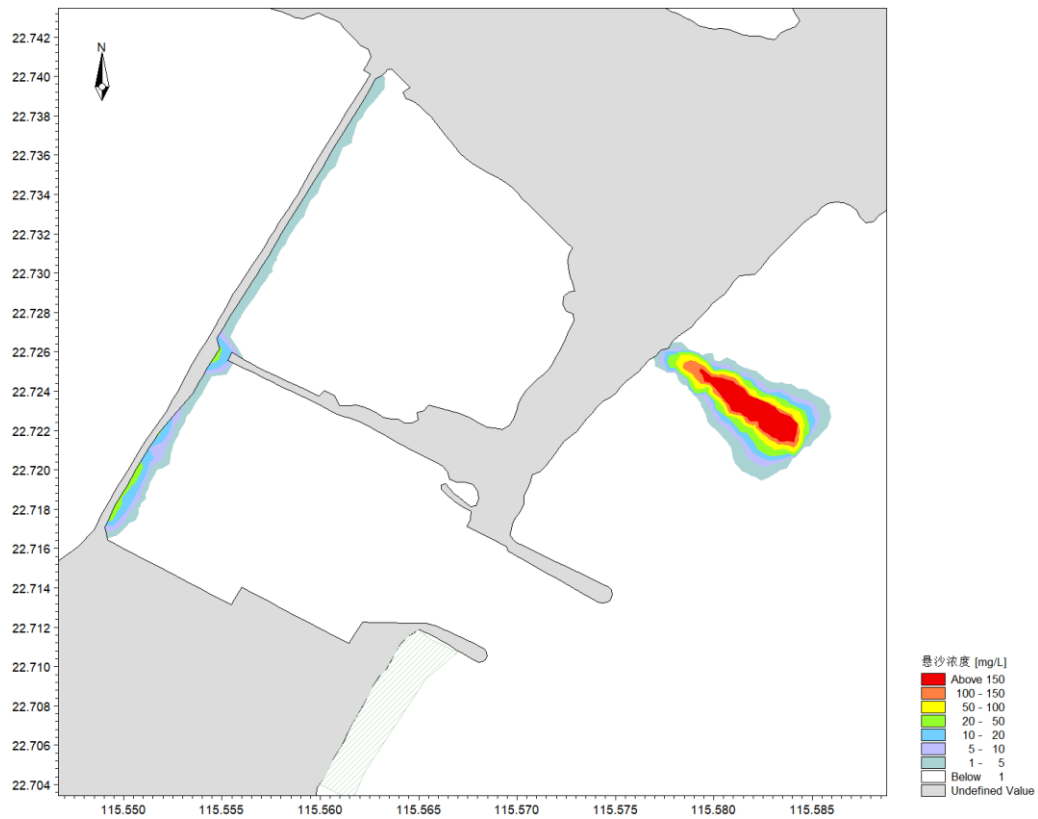 N
22.742
22.740
22.738
22.736
22.734
22.732
22.730
22.728
22.726
22.724
22.722
22.720
22.718
22.716
22.714
22.712
22.710
22.708
22.706
22.704
115.550 115.555 115.560 115.565 115.570 115.575 115.580 115.585
悬沙浓度 [mg/L]
Above 150
100 - 150
50 - 100
20 - 50
10 - 20
5 - 10
1 - 5
Below 1
Undefined Value